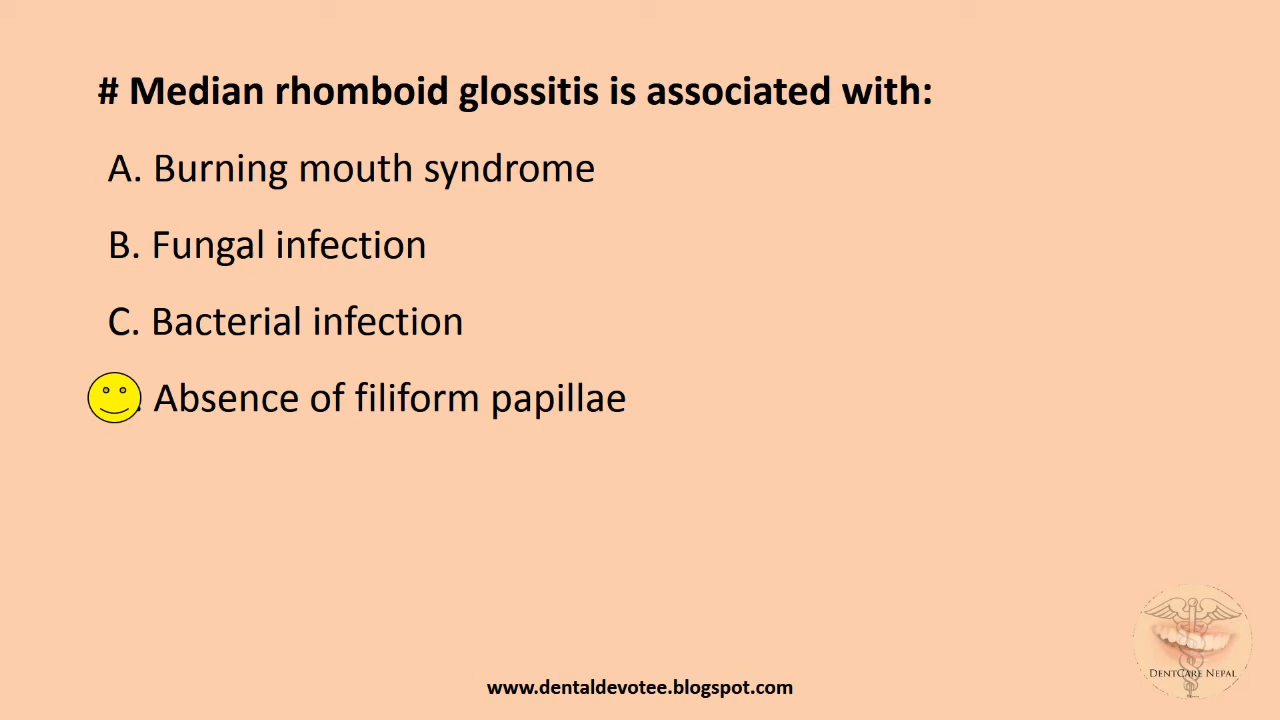 # Median rhomboid glossitis is associated with:
A. Burning mouth syndrome
B. Fungal infection
C. Bacterial infection
. Absence of filiform papillae
DentCare Nepal
www.dentaldevotee.blogspot.com